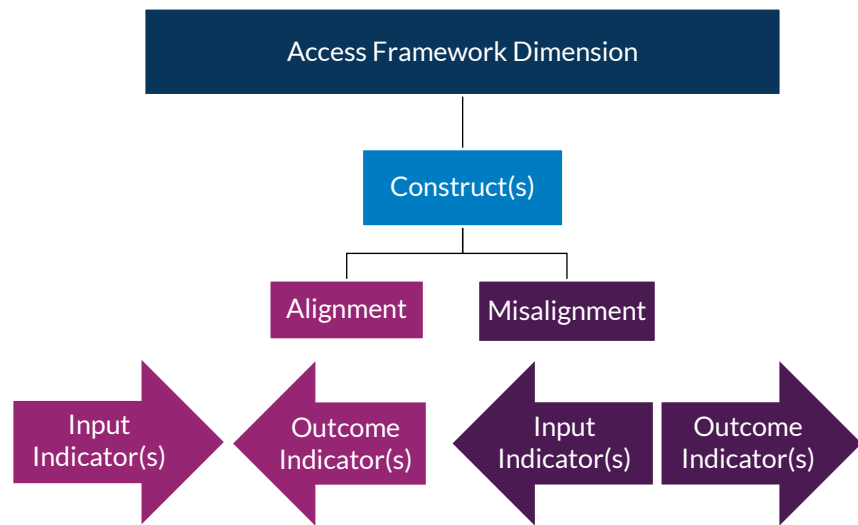 Access Framework Dimension
Construct(s)
Alignment
Misalignment
Input
Indicator(s)
Outcome
Indicator(s)
Input
Indicator(s)
Outcome
Indicator(s)